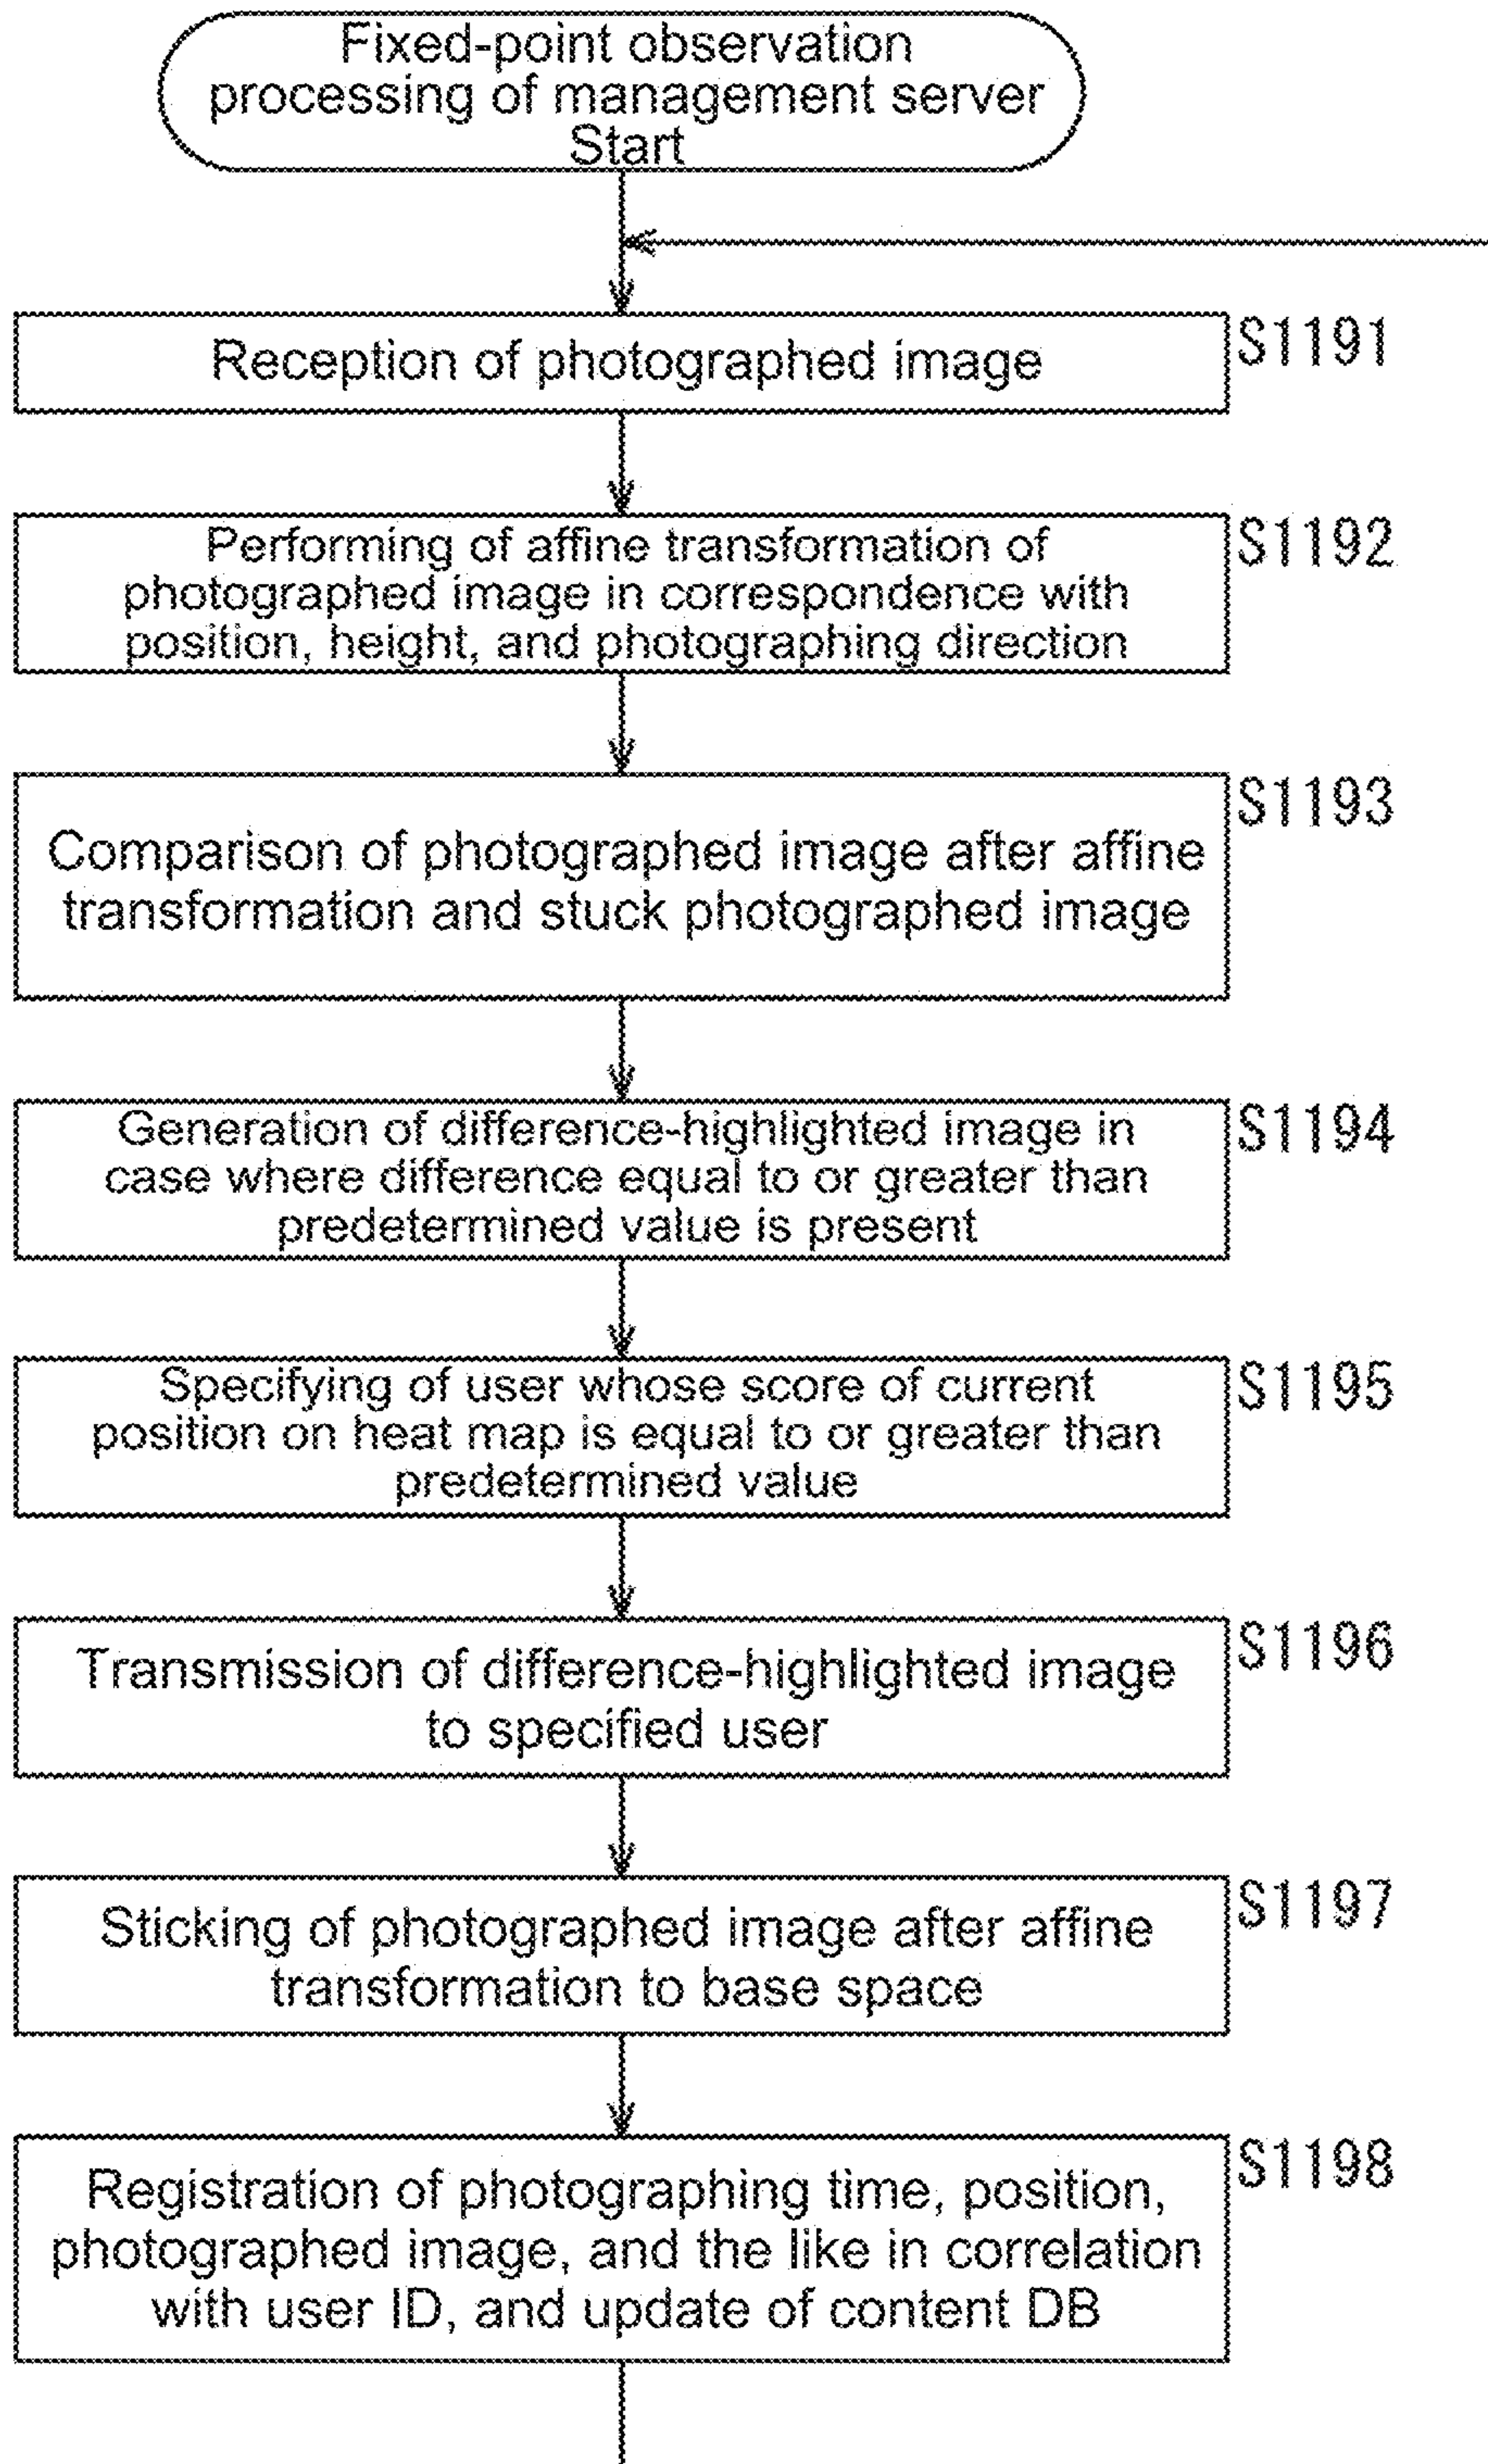 Fixed-point observation
processing of management server
Start
Reception of photographed image
S1191
Performing of affine transformation of
photographed image in correspondence with
position, height, and photographing direction
S1192
Comparison of photographed image after affine
transformation and stuck photographed image
S1193
Generation of difference-highlighted image in
case where difference equal to or greater than
predetermined value is present
S1194
Specifying of user whose score of current
position on heat map is equal to or greater than
predetermined value
S1195
Transmission of difference-highlighted image
to specified user
S1196
Sticking of photographed image after affine
transformation to base space
S1197
Registration of photographing time, position,
photographed image, and the like in correlation
with user ID, and update of content DB
S1198